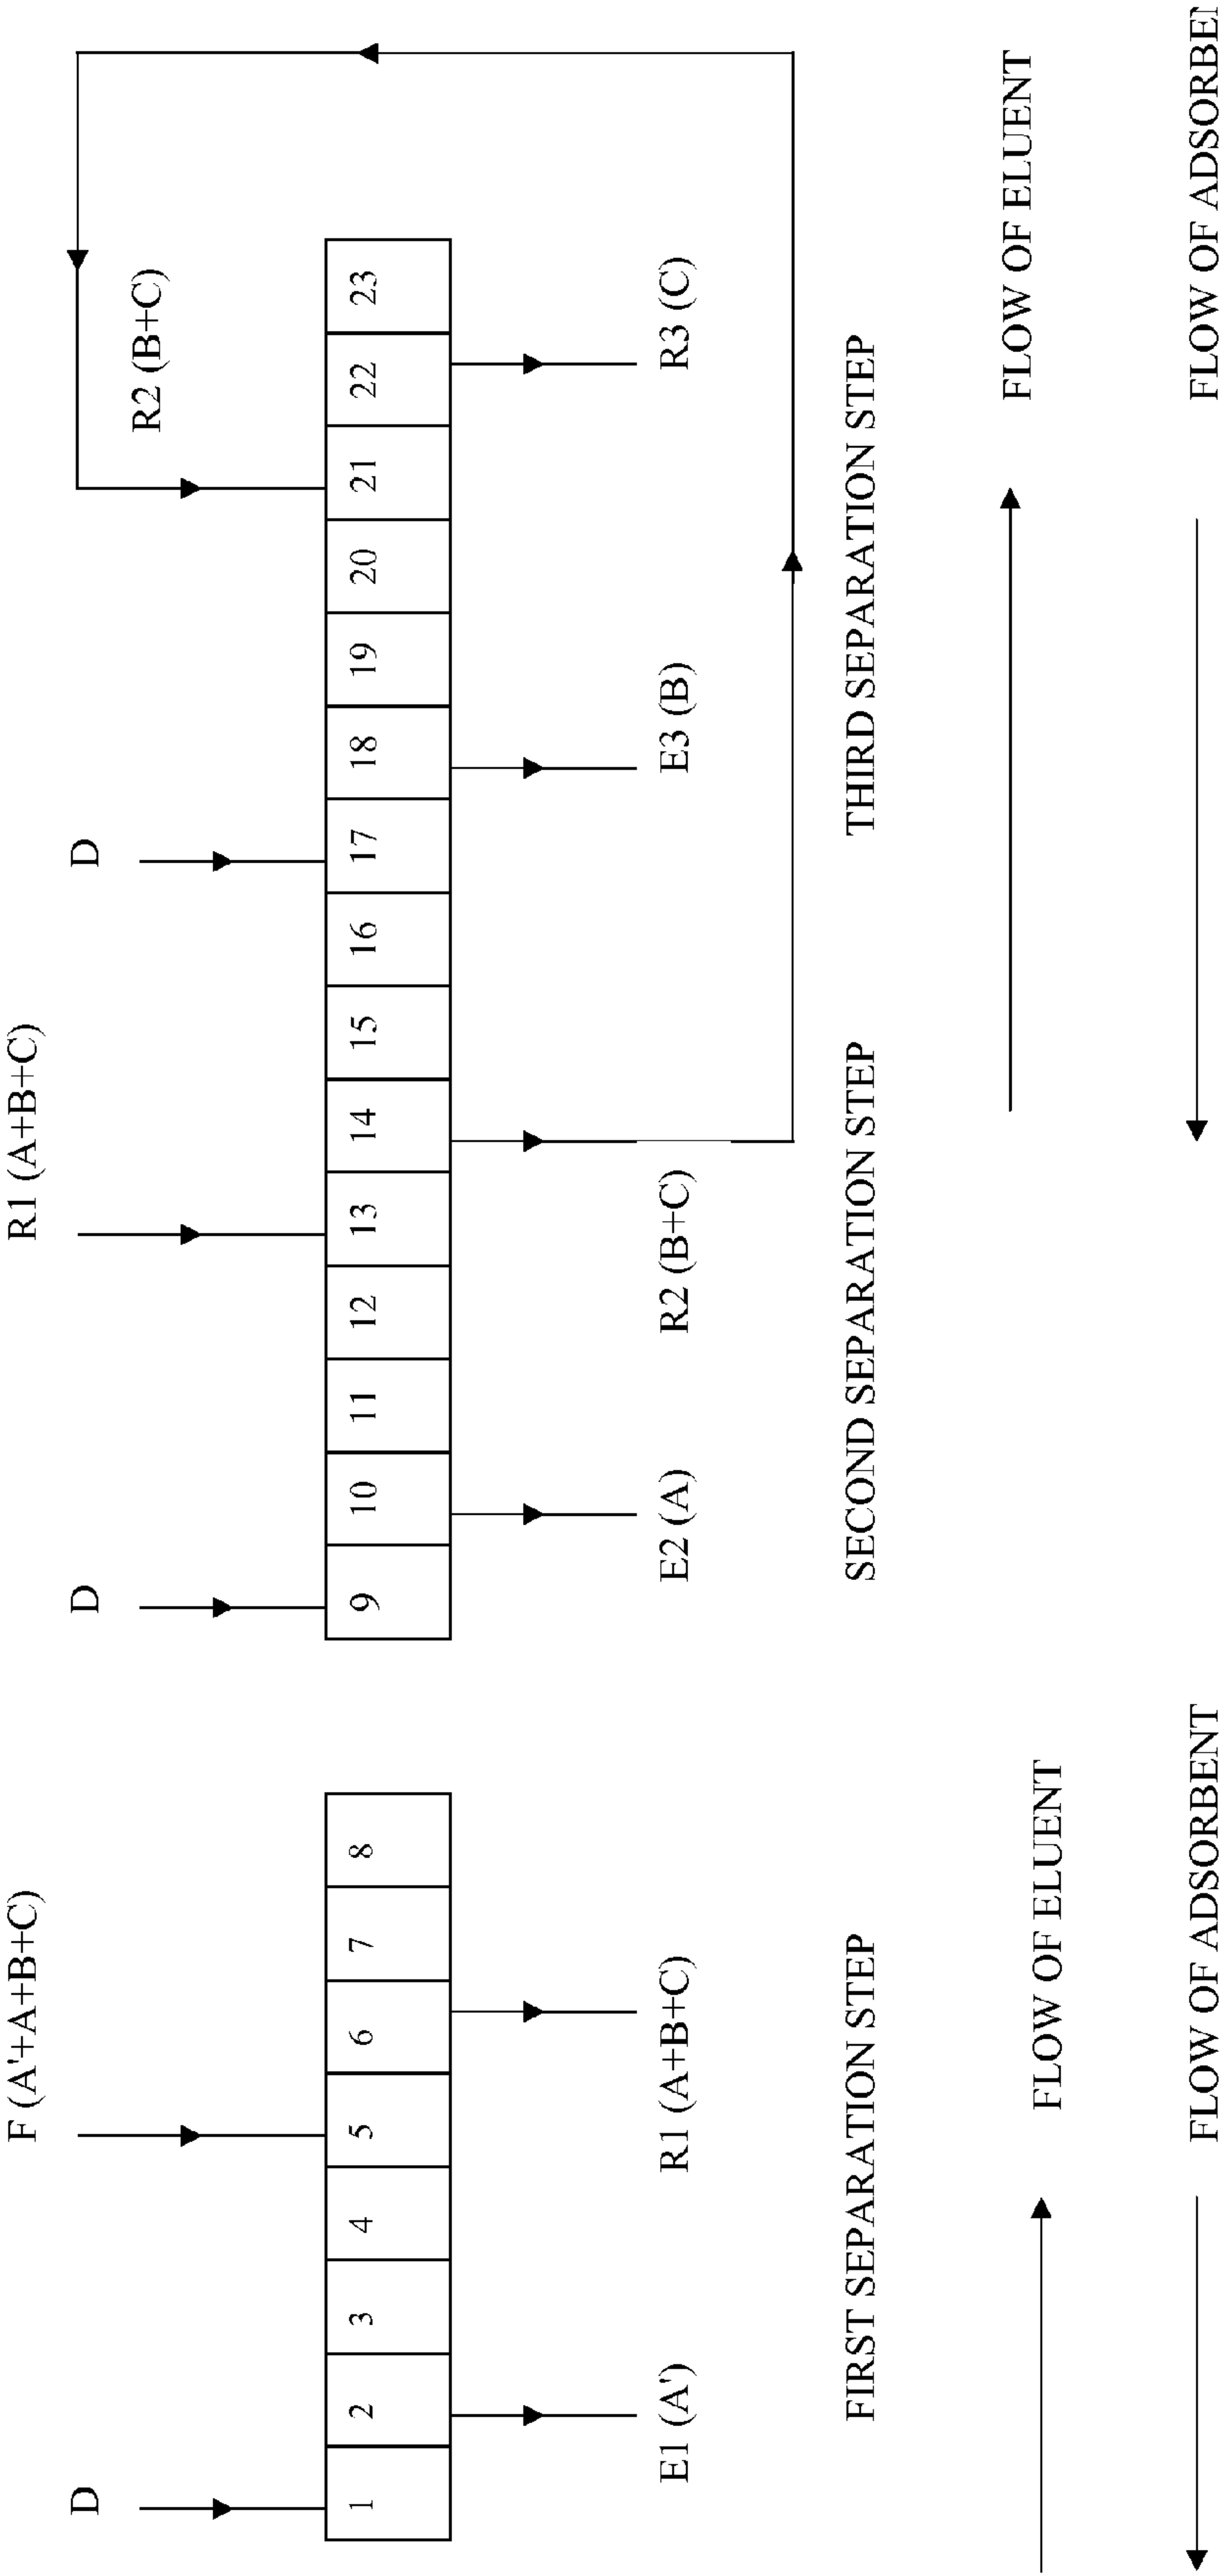 F (A'+A+B+C)
R1 (A+B+C)
D
D
D
R2 (B+C)
1 2 3 4 5 6 7 8
9 10 11 12 13 14 15 16 17 18 19 20 21 22 23
E1 (A')
R1 (A+B+C)
E2 (A)
R2 (B+C)
E3 (B)
R3 (C)
FIRST SEPARATION STEP
SECOND SEPARATION STEP
THIRD SEPARATION STEP
FLOW OF ELUENT
FLOW OF ELUENT
FLOW OF ADSORBENT
FLOW OF